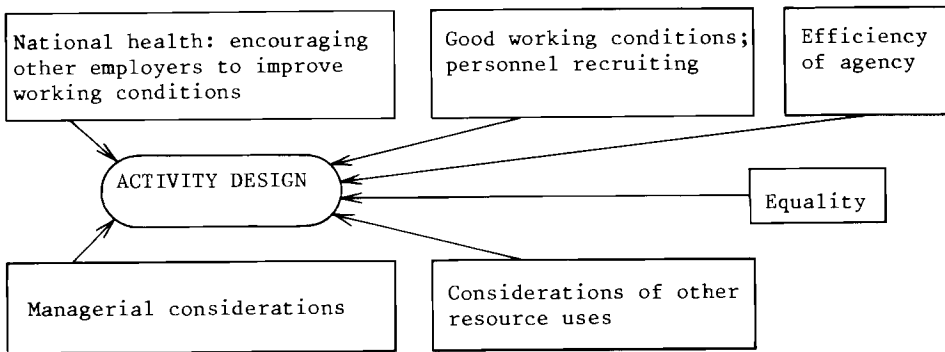 National health: encouraging
other employers to improve
working conditions
Good working conditions;
personnel recruiting
Efficiency
of agency
ACTIVITY DESIGN
Equality
Managerial considerations
Considerations of other
resource uses